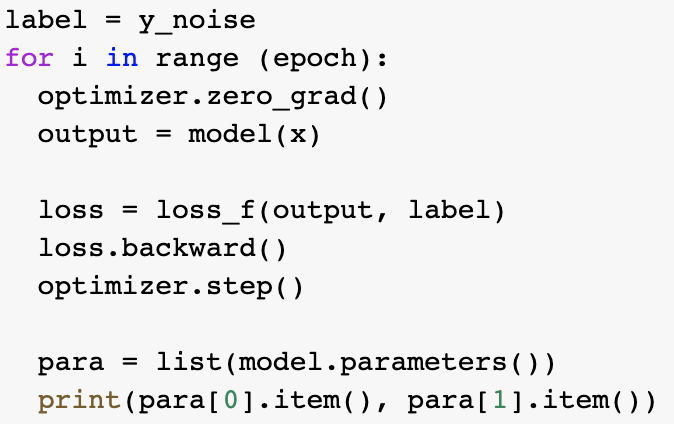 label = y_noise
for i in range (epoch):
  optimizer.zero_grad()
  output = model(x)

  loss = loss_f(output, label)
  loss.backward()
  optimizer.step()

  para = list(model.parameters())
  print(para[0].item(), para[1].item())